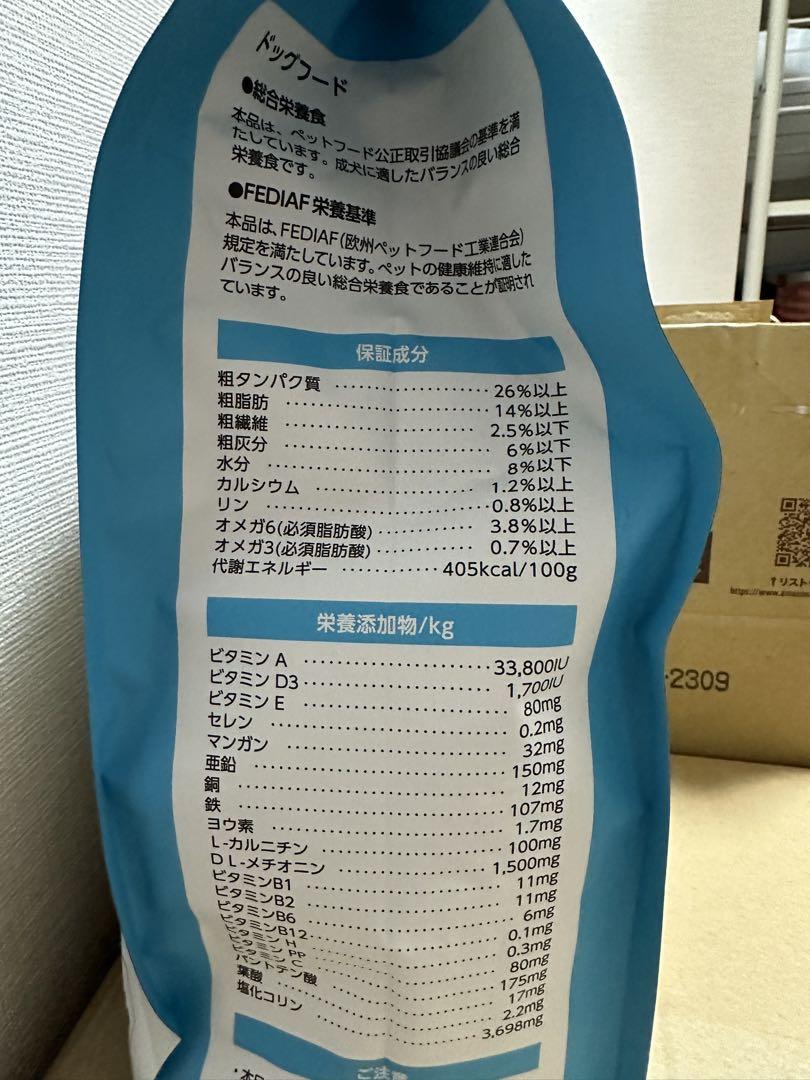 ドッグフード
●総合栄養食
本品は、ペットフード公正取引協議会の基準を満
たしています。成犬に適したバランスの良い総合
栄養食です。
●FEDIAF 栄養基準
本品は、FEDIAF(欧州ペットフード工業連合会)
規定を満たしています。ペットの健康維持に適した
バランスの良い総合栄養食であることが証明され
ています。
保証成分
粗タンパク質 26%以上
粗脂肪 14%以上
粗繊維 2.5%以下
粗灰分 6%以下
水分 8%以下
カルシウム 1.2%以上
リン 0.8%以上
オメガ6(必須脂肪酸) 3.8%以上
オメガ3(必須脂肪酸) 0.7%以上
代謝エネルギー 405kcal/100g
栄養添加物/kg
ビタミン A 33,800IU
ビタミン D3 1,700IU
ビタミン E 80mg
セレン 0.2mg
マンガン 32mg
亜鉛 150mg
銅 12mg
鉄 107mg
ヨウ素 1.7mg
L-カルニチン 100mg
D L-メチオニン 1,500mg
ビタミンB1 11mg
ビタミンB2 11mg
ビタミンB6 6mg
ビタミンB12 0.1mg
ビタミン H 0.3mg
ビタミン PP 80mg
ビタミン C 175mg
パントテン酸 17mg
葉酸 2.2mg
塩化コリン 3,698mg
ご注意
・本
↑リスト
https://www.amazon
-2309